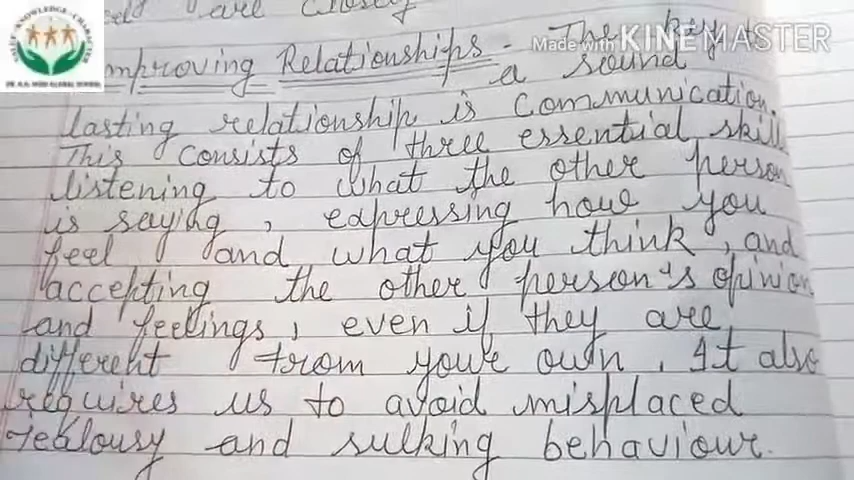 are closely
Improving Relationships - The key to
a sound
lasting relationship is communication.
This consists of three essential skill
listening to what the other person
is saying, expressing how you
feel and what you think, and
accepting the other person's opinion
and feelings, even if they are
different from your own. It also
requires us to avoid misplaced
jealousy and sulking behaviour.
Made with KINEMASTER